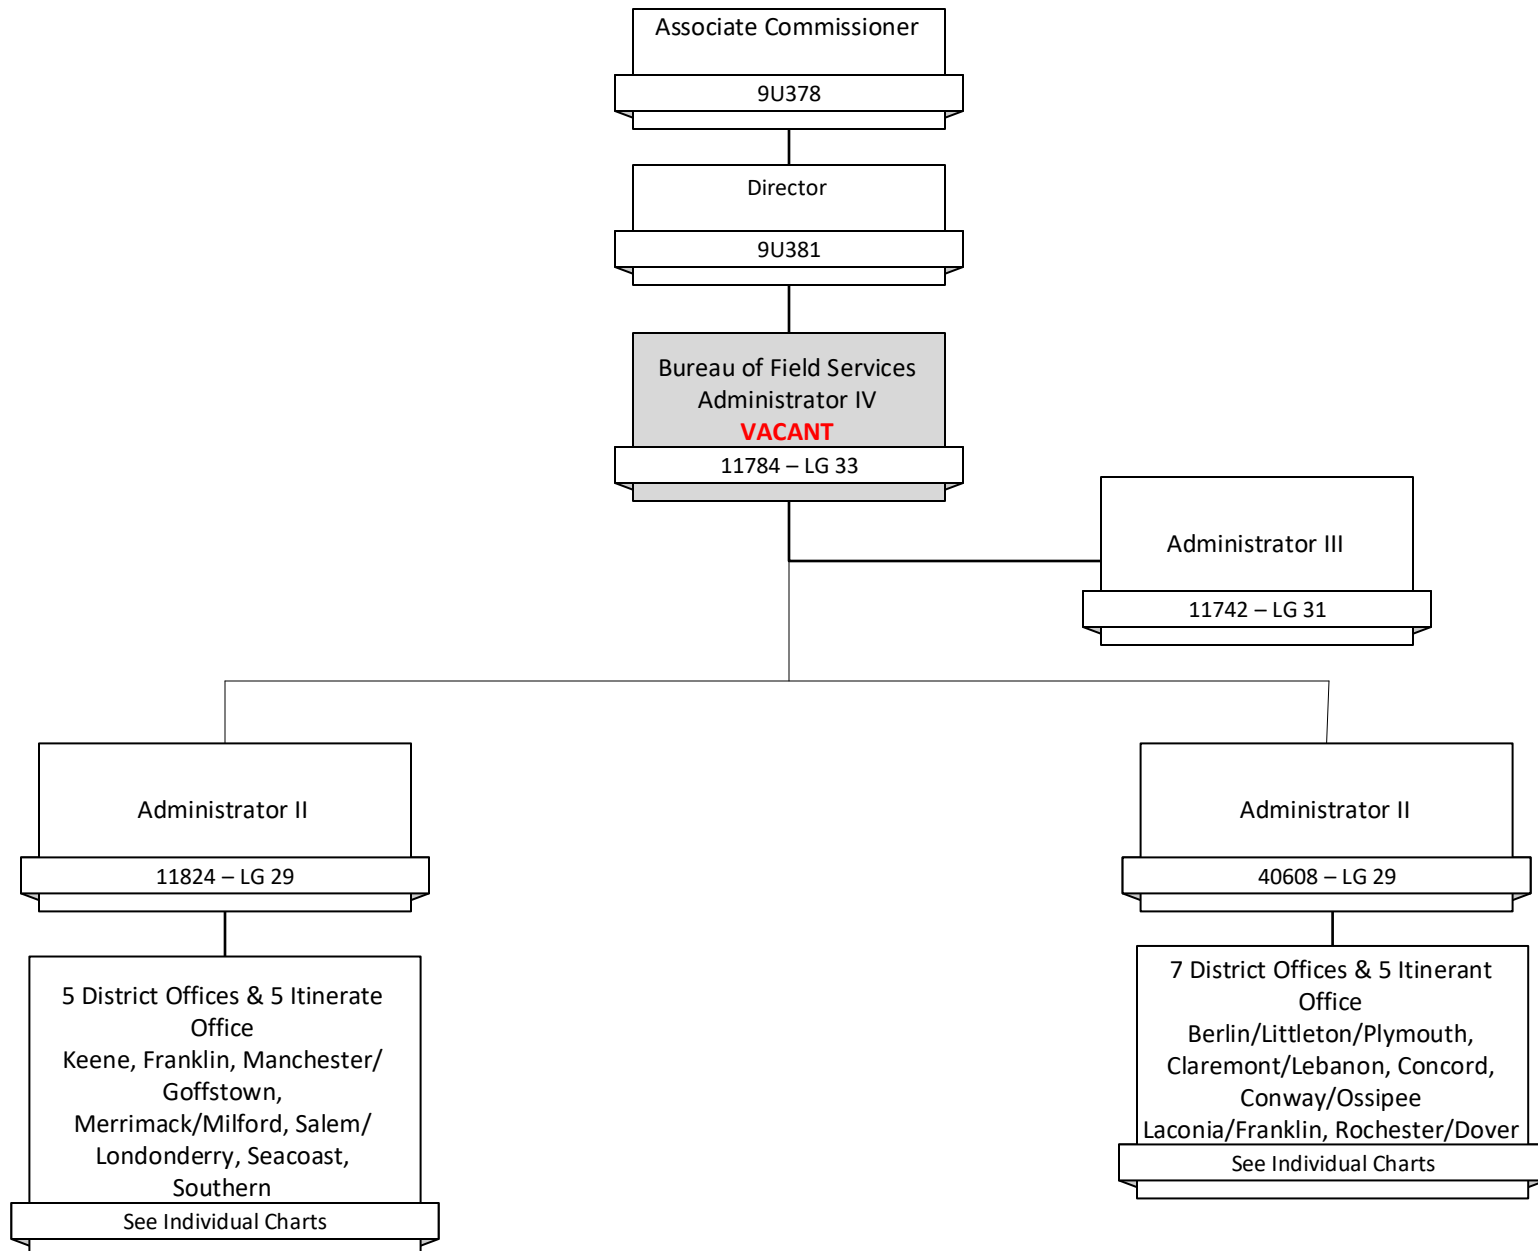 Associate Commissioner
9U378
Director
9U381
Bureau of Field Services
Administrator IV
VACANT
11784 – LG 33
Administrator III
11742 – LG 31
Administrator II
11824 – LG 29
Administrator II
40608 – LG 29
5 District Offices & 5 Itinerate
Office
Keene, Franklin, Manchester/
Goffstown,
Merrimack/Milford, Salem/
Londonderry, Seacoast,
Southern
See Individual Charts
7 District Offices & 5 Itinerant
Office
Berlin/Littleton/Plymouth,
Claremont/Lebanon, Concord,
Conway/Ossipee
Laconia/Franklin, Rochester/Dover
See Individual Charts